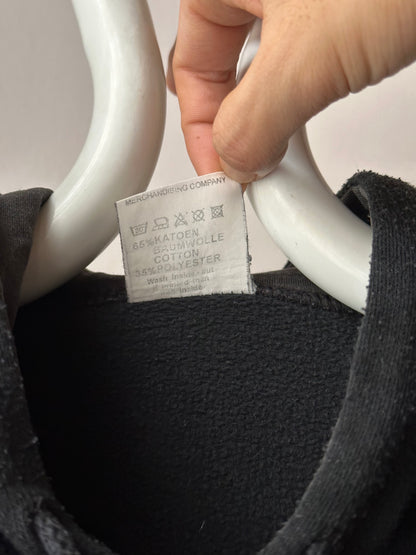 MERCHANDISING COMPANY
65% KATOEN
BAUMWOLLE
COTTON
35% POLYESTER
Wash inside-out